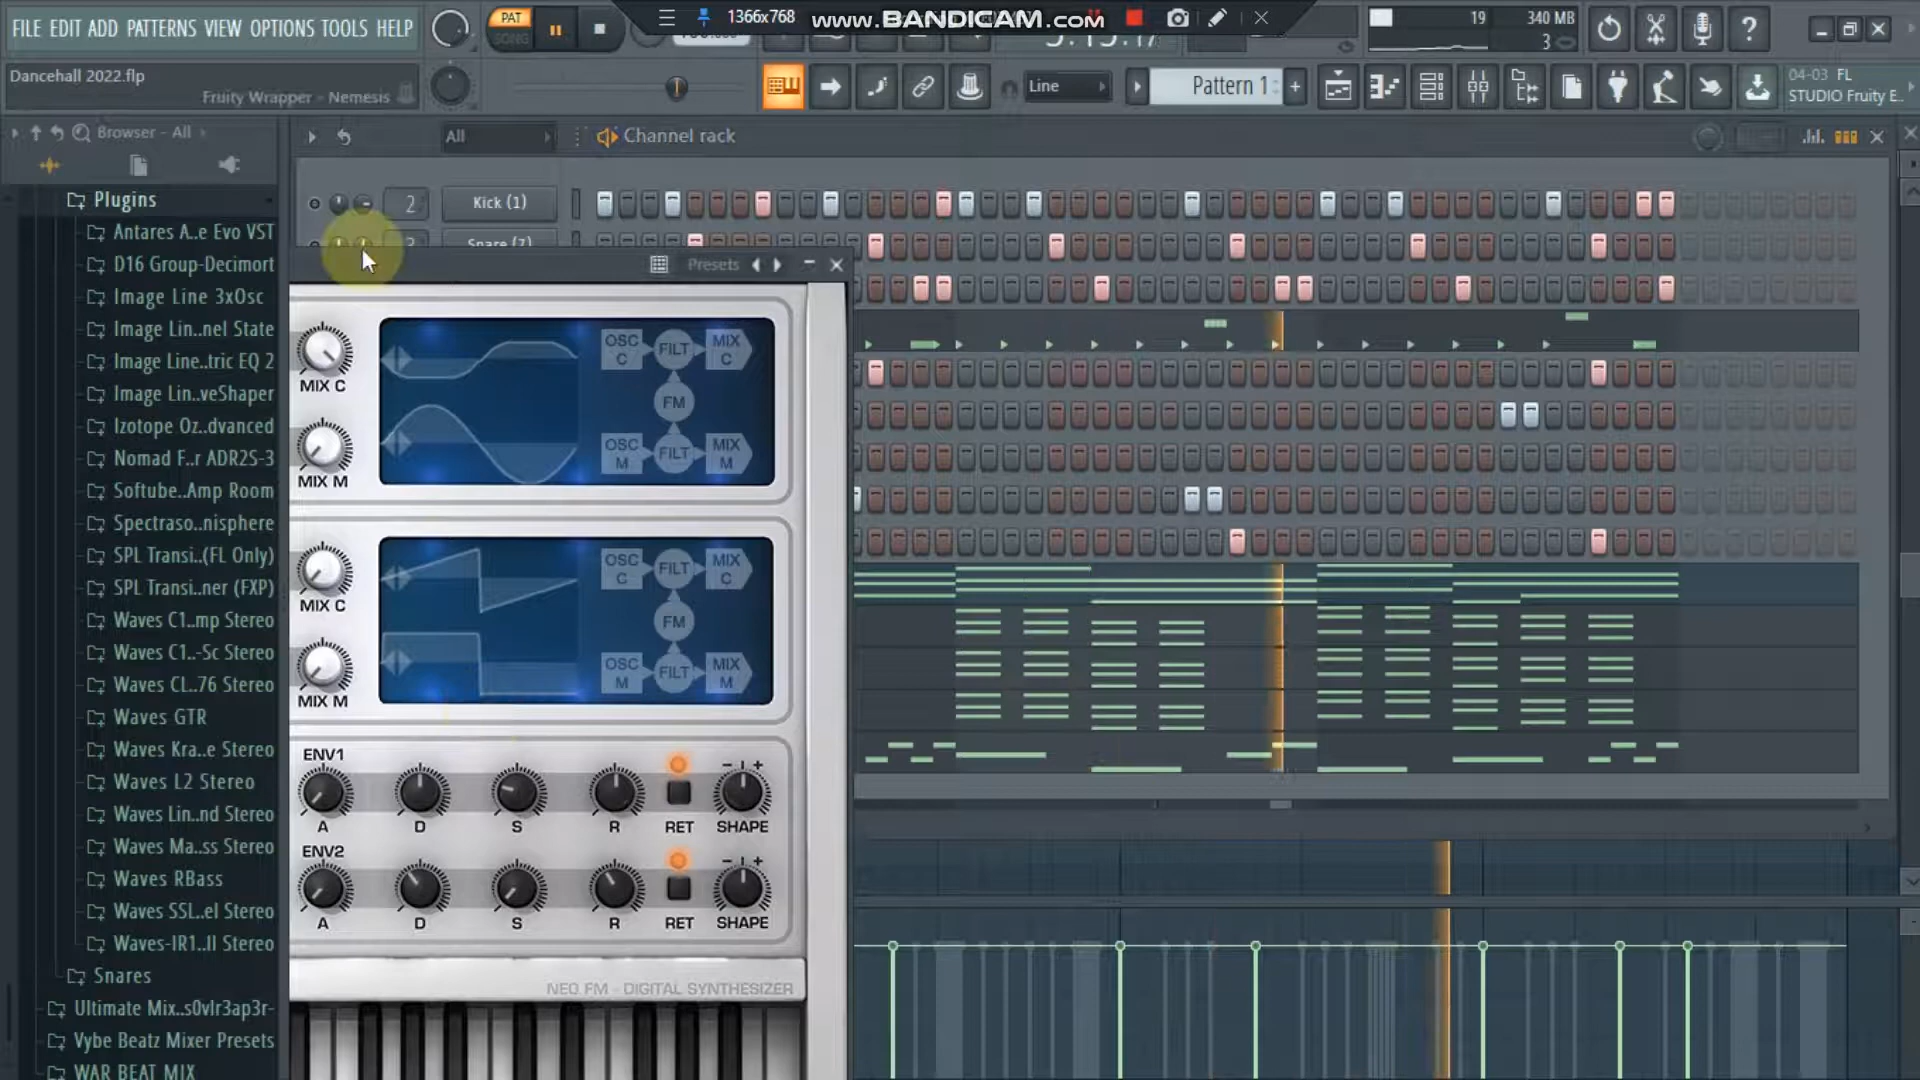 FILE EDIT ADD PATTERNS VIEW OPTIONS TOOLS HELP
PAT
SONG
1366x768
www.BANDICAM.com
19
340 MB
3
Dancehall 2022.flp
Fruity Wrapper - Nemesis
Line
Pattern 1
04-03 FL
STUDIO Fruity E..
Browser - All
All
Channel rack
Plugins
Antares A..e Evo VST
D16 Group-Decimort
Image Line 3xOsc
Image Lin..nel State
Image Line..tric EQ 2
Image Lin..veShaper
Izotope Oz..dvanced
Nomad F..r ADR2S-3
Softube..Amp Room
Spectraso..nisphere
SPL Transi..(FL Only)
SPL Transi..ner (FXP)
Waves C1..mp Stereo
Waves C1..-Sc Stereo
Waves CL..76 Stereo
Waves GTR
Waves Kra..e Stereo
Waves L2 Stereo
Waves Lin..nd Stereo
Waves Ma..ss Stereo
Waves RBass
Waves SSL..el Stereo
Waves-IR1..ll Stereo
Snares
Ultimate Mix..s0vlr3ap3r-
Vybe Beatz Mixer Presets
WAR BEAT MIX
2
Kick (1)
Snare (7)
Presets
MIX C
OSC C
FILT
MIX C
FM
MIX M
OSC M
FILT
MIX M
MIX C
OSC C
FILT
MIX C
FM
MIX M
OSC M
FILT
MIX M
ENV1
A
D
S
R
RET
SHAPE
ENV2
A
D
S
R
RET
SHAPE
NEO FM - DIGITAL SYNTHESIZER